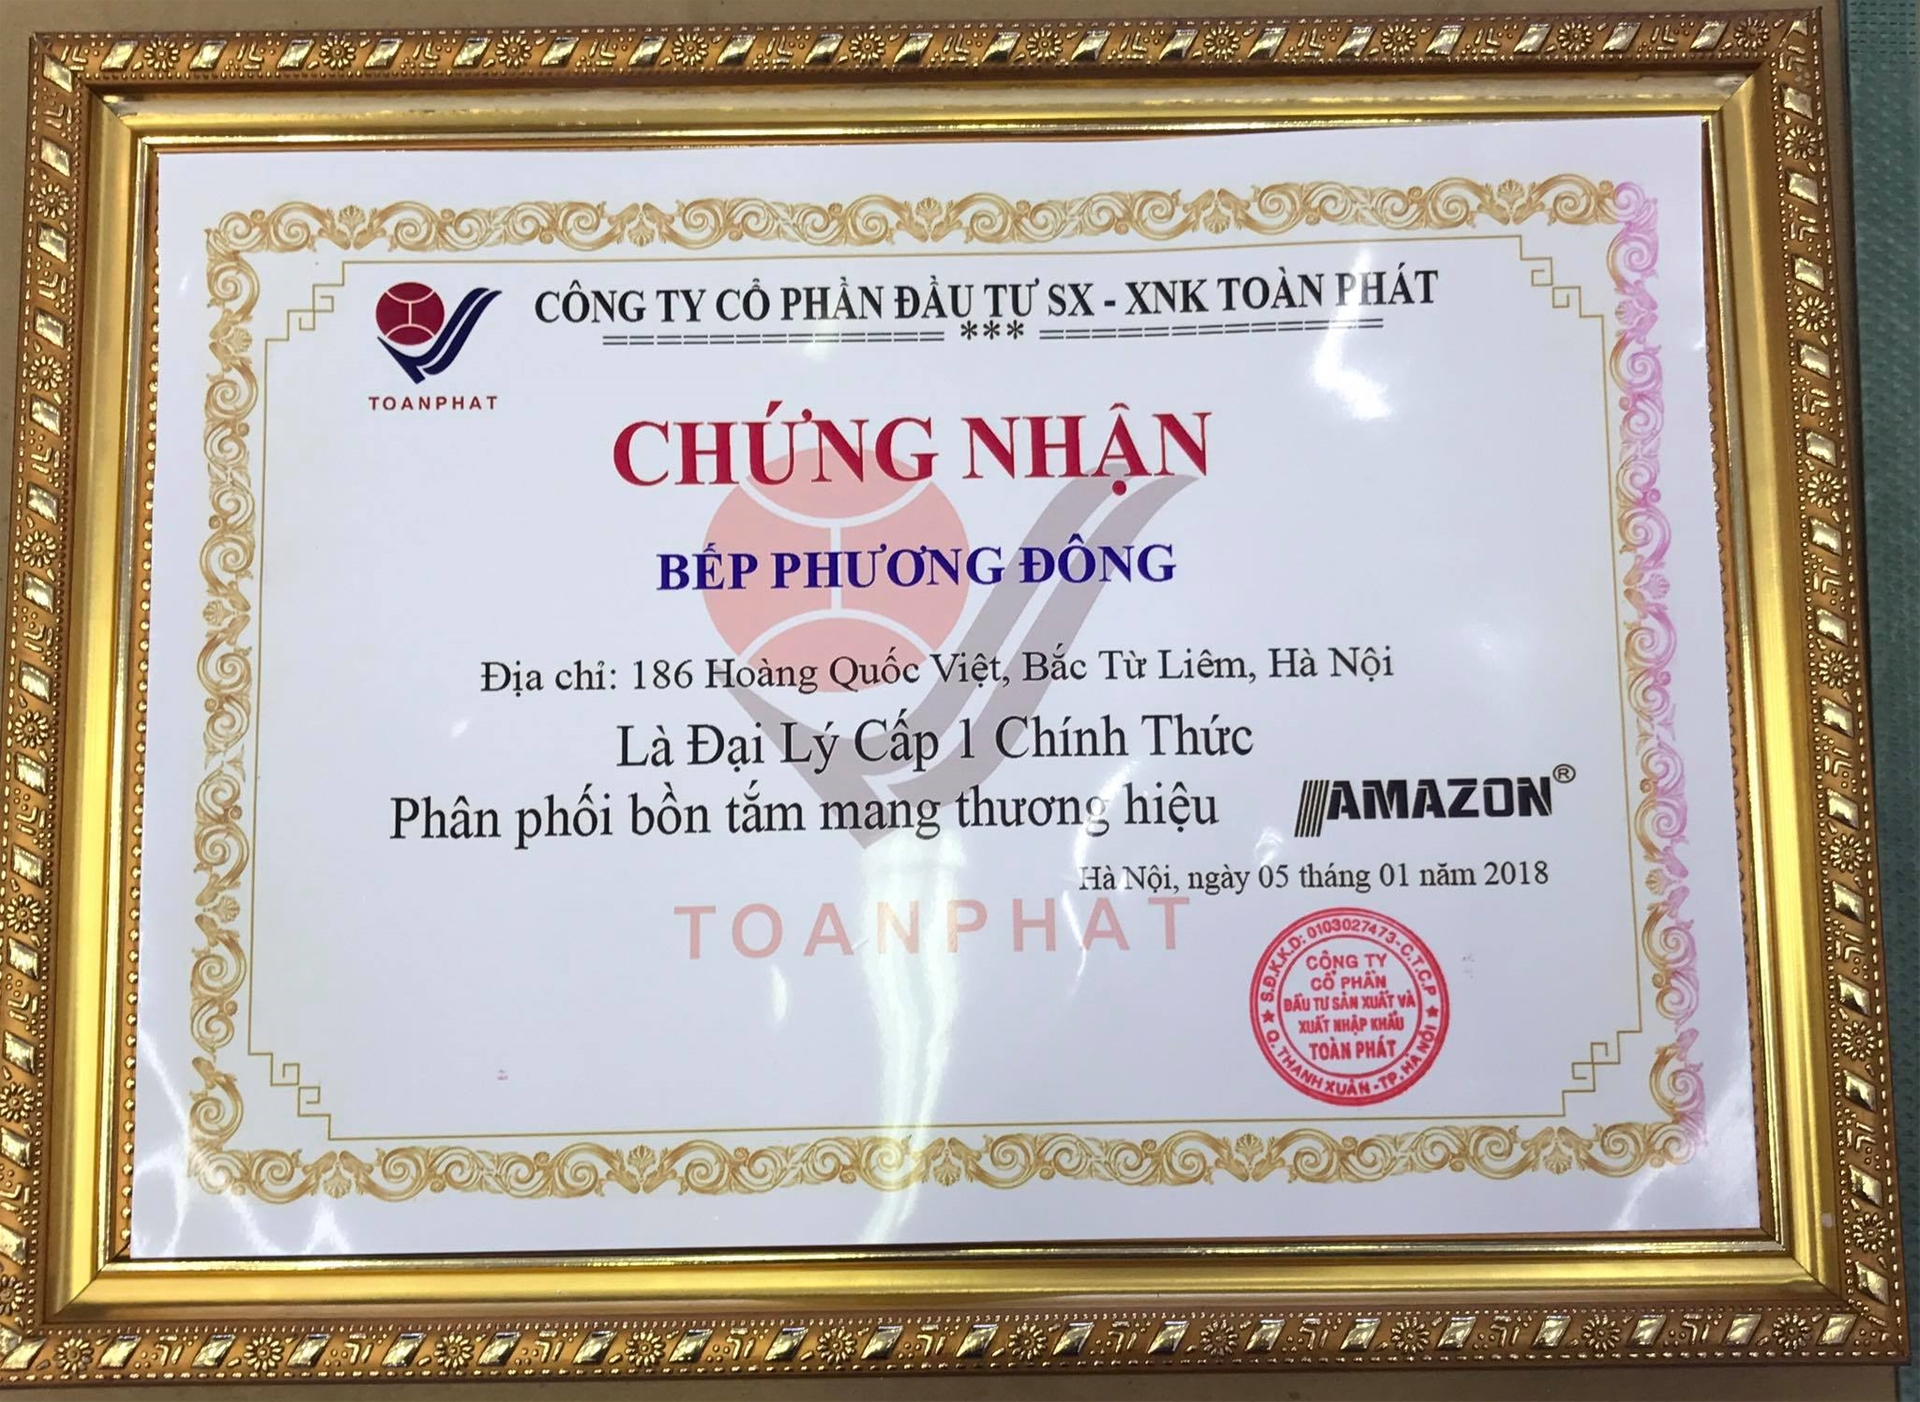 CÔNG TY CỔ PHẦN ĐẦU TƯ SX - XNK TOÀN PHÁT
============== *** ==============
TOANPHAT
CHỨNG NHẬN
BẾP PHƯƠNG ĐÔNG
Địa chỉ: 186 Hoàng Quốc Việt, Bắc Từ Liêm, Hà Nội
Là Đại Lý Cấp 1 Chính Thức
Phân phối bồn tắm mang thương hiệu AMAZON®
Hà Nội, ngày 05 tháng 01 năm 2018
TOANPHAT
S.Đ.K.K.D: 0103027473-C.T.C.P
CÔNG TY
CỔ PHẦN
ĐẦU TƯ SẢN XUẤT VÀ
XUẤT NHẬP KHẨU
TOÀN PHÁT
★ Q. THANH XUÂN - TP. HÀ NỘI ★